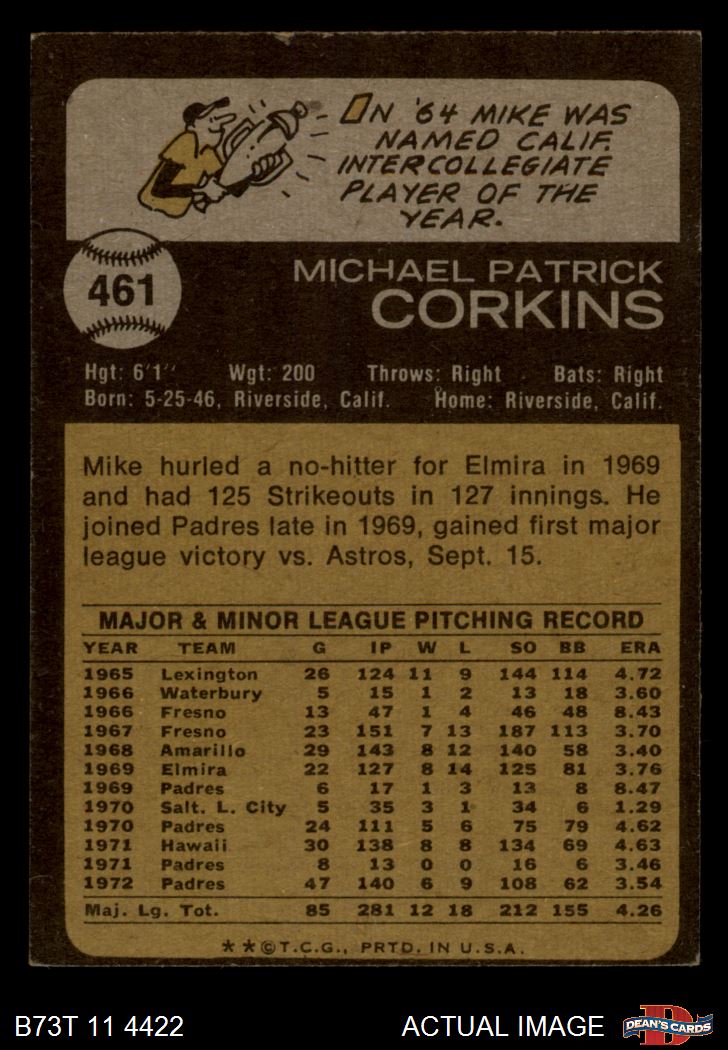 IN '64 MIKE WAS
NAMED CALIF.
INTERCOLLEGIATE
PLAYER OF THE
YEAR.
461
MICHAEL PATRICK
CORKINS
Hgt: 6'1" Wgt: 200 Throws: Right Bats: Right
Born: 5-25-46, Riverside, Calif. Home: Riverside, Calif.
Mike hurled a no-hitter for Elmira in 1969
and had 125 Strikeouts in 127 innings. He
joined Padres late in 1969, gained first major
league victory vs. Astros, Sept. 15.
MAJOR & MINOR LEAGUE PITCHING RECORD
YEAR TEAM G IP W L SO BB ERA
1965 Lexington 26 124 11 9 144 114 4.72
1966 Waterbury 5 15 1 2 13 18 3.60
1966 Fresno 13 47 1 4 46 48 8.43
1967 Fresno 23 151 7 13 187 113 3.70
1968 Amarillo 29 143 8 12 140 58 3.40
1969 Elmira 22 127 8 14 125 81 3.76
1969 Padres 6 17 1 3 13 8 8.47
1970 Salt. L. City 5 35 3 1 34 6 1.29
1970 Padres 24 111 5 6 75 79 4.62
1971 Hawaii 30 138 8 8 134 69 4.63
1971 Padres 8 13 0 0 16 6 3.46
1972 Padres 47 140 6 9 108 62 3.54
Maj. Lg. Tot. 85 281 12 18 212 155 4.26
**©T.C.G., PRTD. IN U.S.A.
B73T 11 4422 ACTUAL IMAGE
DEAN'S CARDS